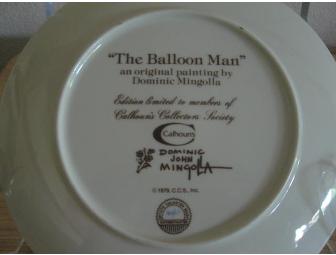 "The Balloon Man"
an original painting by
Dominic Mingolla
Edition limited to members of
Calhoun's Collectors Society
C
Calhouns
DOMINIC
JOHN
MINGOLLA
© 1979, C.C.S., Inc.